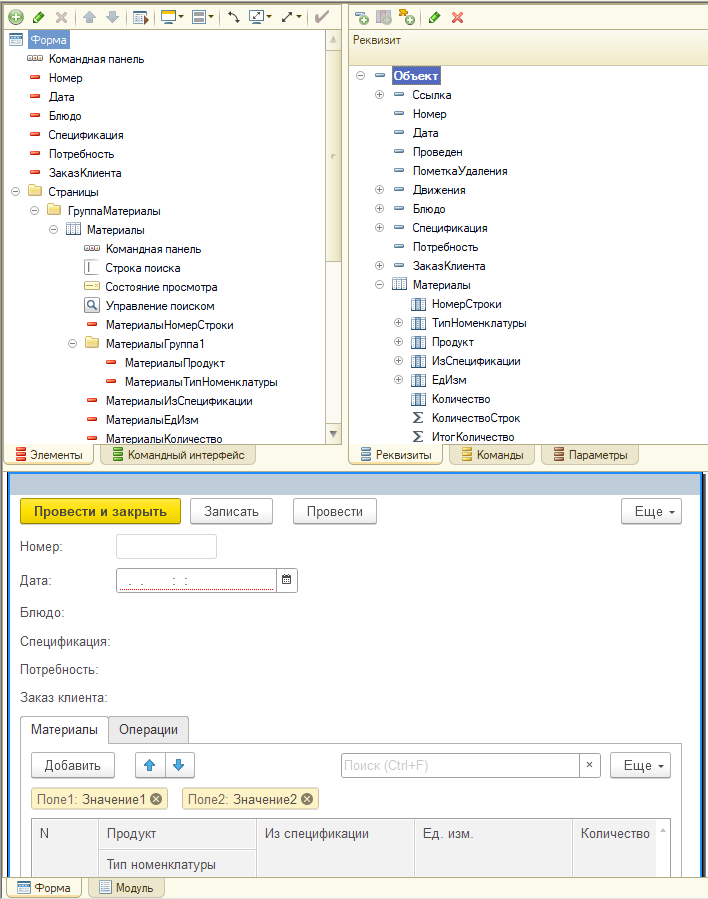 Форма
Командная панель
Номер
Дата
Блюдо
Спецификация
Потребность
ЗаказКлиента
Страницы
ГруппаМатериалы
Материалы
Командная панель
Строка поиска
Состояние просмотра
Управление поиском
МатериалыНомерСтроки
МатериалыГруппа1
МатериалыПродукт
МатериалыТипНоменклатуры
МатериалыИзСпецификации
МатериалыЕдИзм
МатериалыКоличество
Элементы
Командный интерфейс
Реквизит
Объект
Ссылка
Номер
Дата
Проведен
ПометкаУдаления
Движения
Блюдо
Спецификация
Потребность
ЗаказКлиента
Материалы
НомерСтроки
ТипНоменклатуры
Продукт
ИзСпецификации
ЕдИзм
Количество
КоличествоСтрок
ИтогКоличество
Реквизиты
Команды
Параметры
Провести и закрыть Записать Провести Еще
Номер:
Дата: . . : :
Блюдо:
Спецификация:
Потребность:
Заказ клиента:
Материалы Операции
Добавить Поиск (Ctrl+F) × Еще
Поле1: Значение1 Поле2: Значение2
N Продукт Из спецификации Ед. изм. Количество
Тип номенклатуры
Форма Модуль